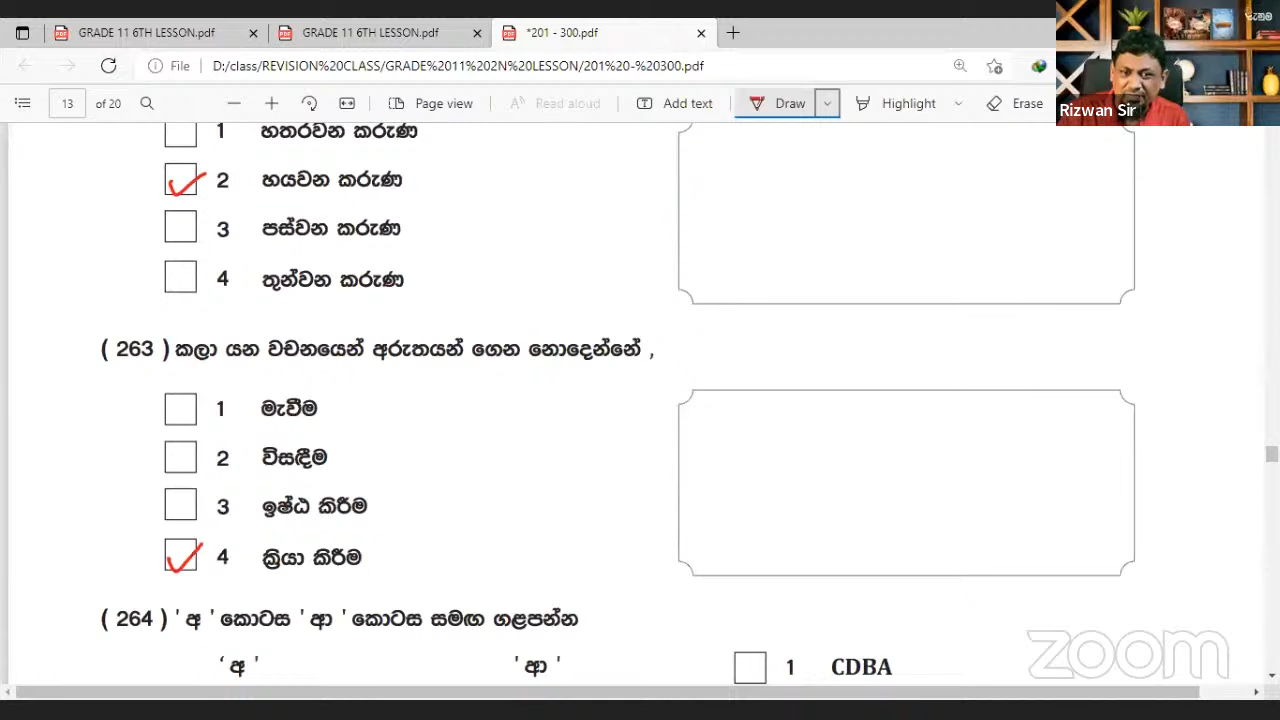 GRADE 11 6TH LESSON.pdf
GRADE 11 6TH LESSON.pdf
*201 - 300.pdf
File D:/class/REVISION%20CLASS/GRADE%2011%202N%20LESSON/201%20-%20300.pdf
13 of 20 Page view Read aloud Add text Draw Highlight Erase
Rizwan Sir
1 හතරවන කරුණ
2 හයවන කරුණ
3 පස්වන කරුණ
4 තුන්වන කරුණ
( 263 ) කලා යන වචනයෙන් අරුතයන් ගෙන නොදෙන්නේ ,
1 මැවීම
2 විසඳීම
3 ඉෂ්ඨ කිරීම
4 ක්‍රියා කිරීම
( 264 ) ' අ ' කොටස ' ආ ' කොටස සමඟ ගළපන්න
‘ අ ' ' ආ ' 1 CDBA
zoom